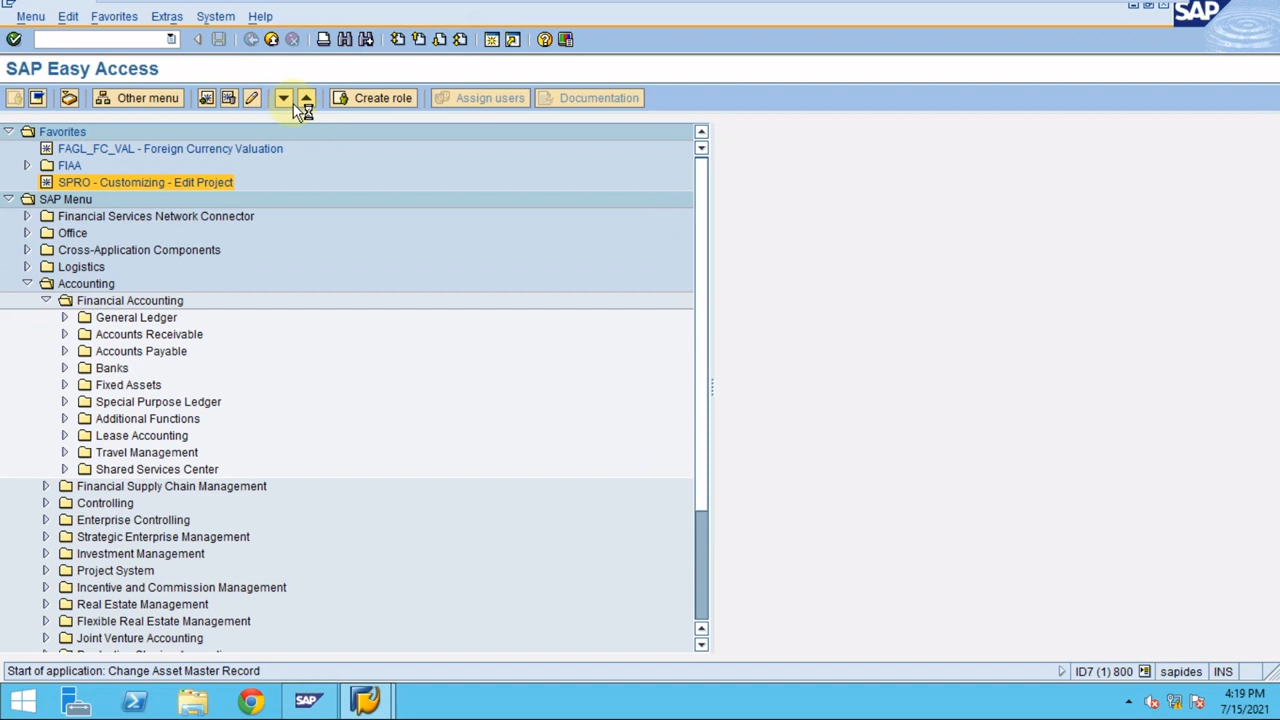 Menu Edit Favorites Extras System Help
SAP
SAP Easy Access
Other menu Create role Assign users Documentation
Favorites
FAGL_FC_VAL - Foreign Currency Valuation
FIAA
SPRO - Customizing - Edit Project
SAP Menu
Financial Services Network Connector
Office
Cross-Application Components
Logistics
Accounting
Financial Accounting
General Ledger
Accounts Receivable
Accounts Payable
Banks
Fixed Assets
Special Purpose Ledger
Additional Functions
Lease Accounting
Travel Management
Shared Services Center
Financial Supply Chain Management
Controlling
Enterprise Controlling
Strategic Enterprise Management
Investment Management
Project System
Incentive and Commission Management
Real Estate Management
Flexible Real Estate Management
Joint Venture Accounting
Start of application: Change Asset Master Record ID7 (1) 800 sapides INS
SAP
4:19 PM
7/15/2021